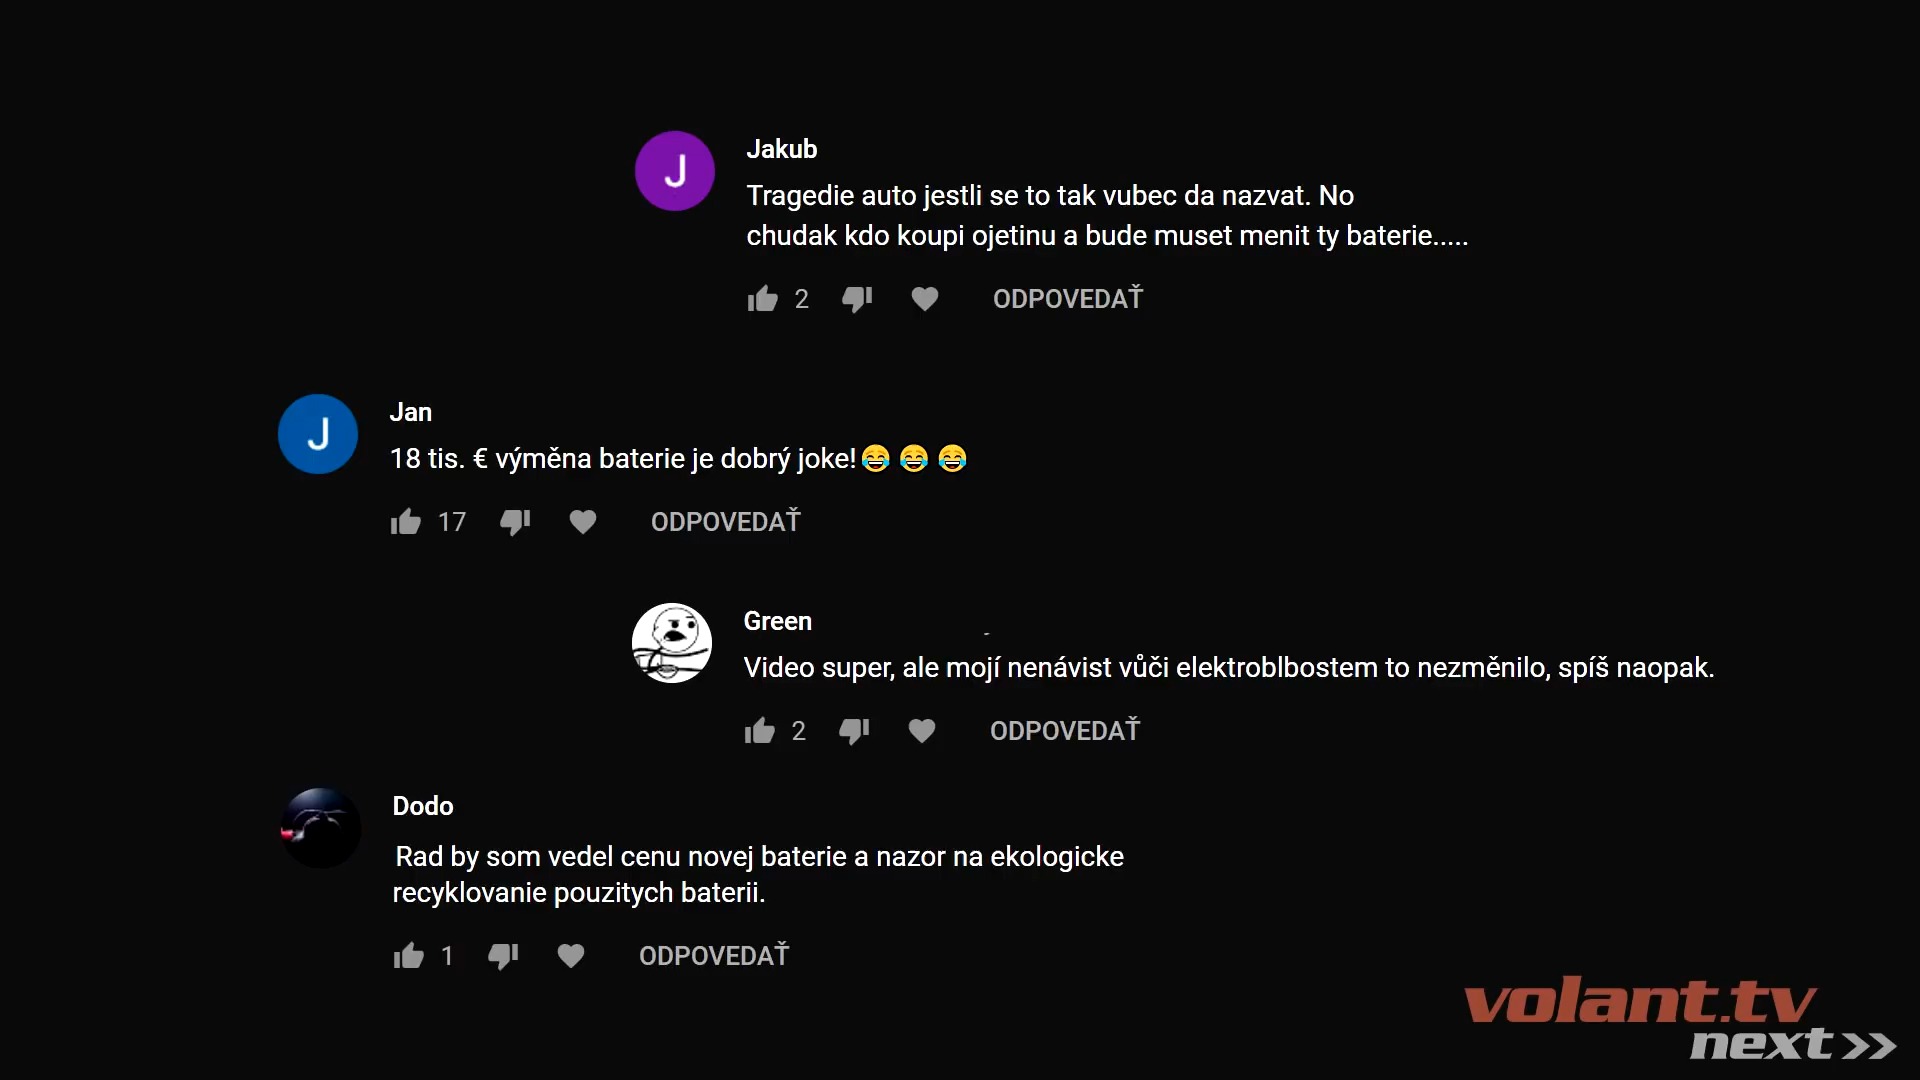 J
Jakub
Tragedie auto jestli se to tak vubec da nazvat. No
chudak kdo koupi ojetinu a bude muset menit ty baterie.....
2 ODPOVEDAŤ
J
Jan
18 tis. € výměna baterie je dobrý joke!😂 😂 😂
17 ODPOVEDAŤ
Green
Video super, ale mojí nenávist vůči elektroblbostem to nezměnilo, spíš naopak.
2 ODPOVEDAŤ
Dodo
Rad by som vedel cenu novej baterie a nazor na ekologicke
recyklovanie pouzitych baterii.
1 ODPOVEDAŤ
volant.tv
next>>